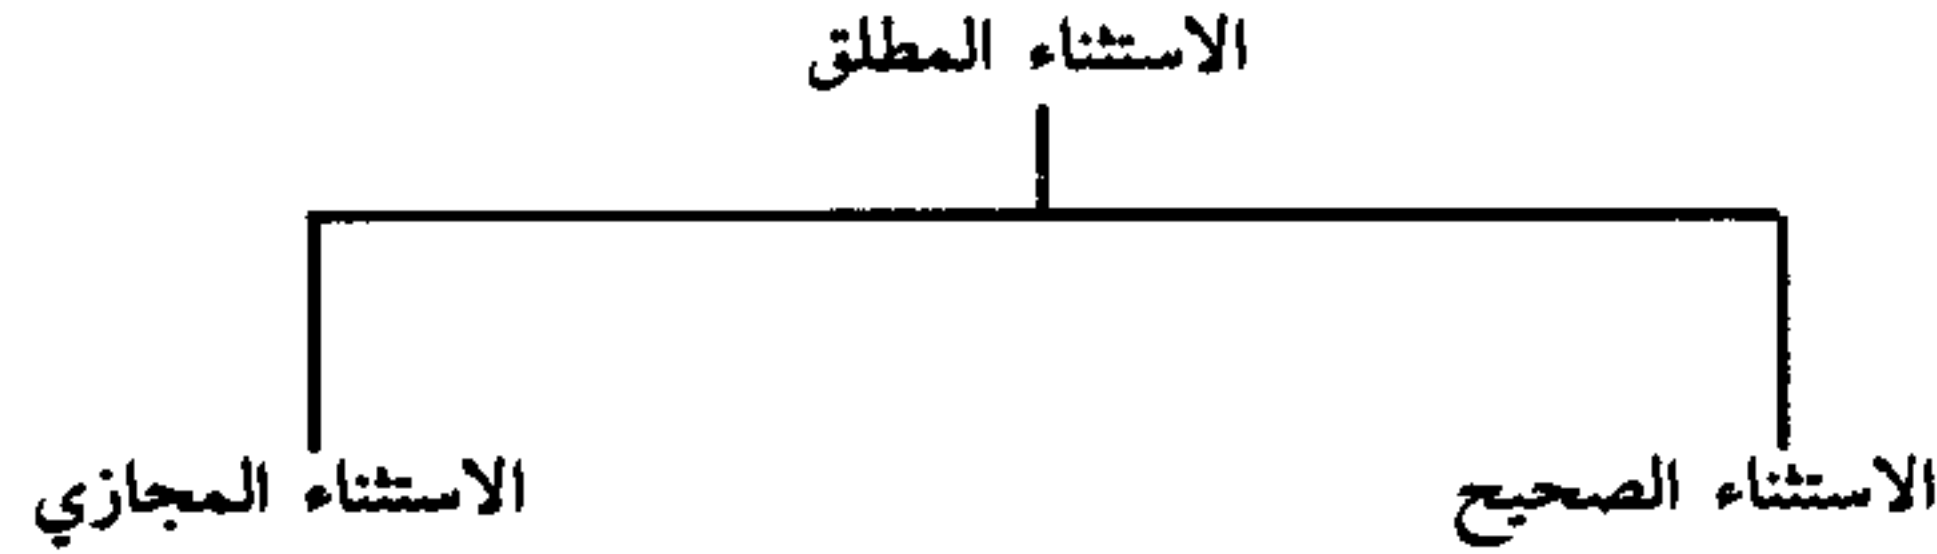 الاستثناء المطلق
الاستثناء الصحيح
الاستثناء المجازي